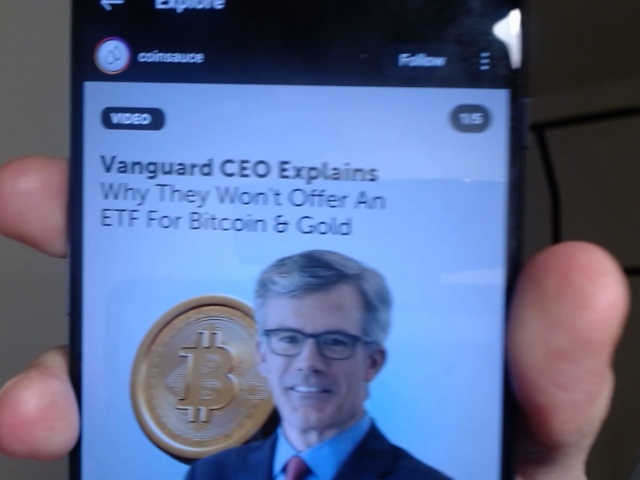 Explore
coinsauce
Follow
VIDEO
1/5
Vanguard CEO Explains
Why They Won't Offer An
ETF For Bitcoin & Gold
B